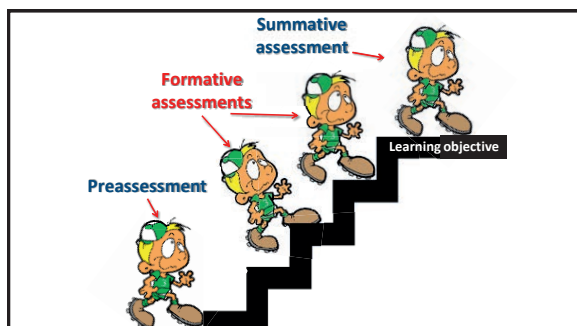 Summative
assessment
Formative
assessments
Learning objective
Preassessment